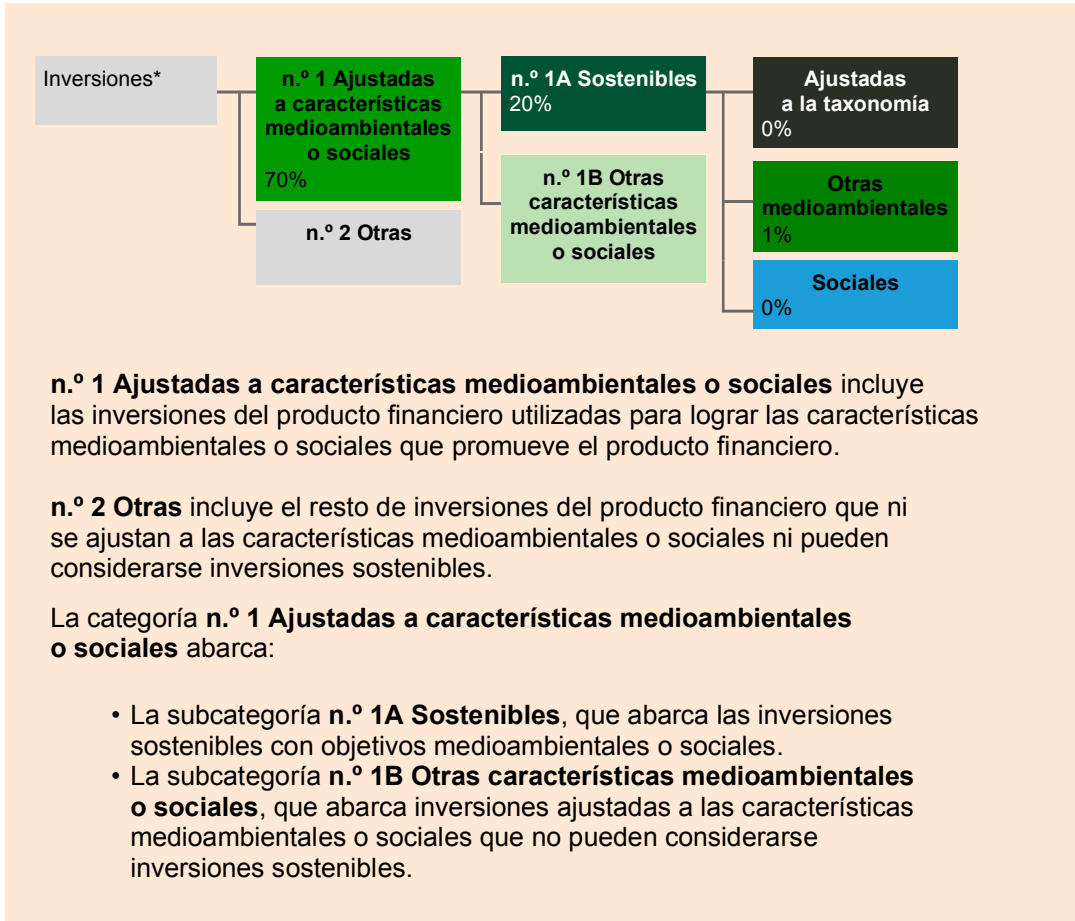 Inversiones*
n.º 1 Ajustadas
a características
medioambientales
o sociales
70%
n.º 2 Otras
n.º 1A Sostenibles
20%
n.º 1B Otras
características
medioambientales
o sociales
Ajustadas
a la taxonomía
0%
Otras
medioambientales
1%
Sociales
0%
n.º 1 Ajustadas a características medioambientales o sociales incluye
las inversiones del producto financiero utilizadas para lograr las características
medioambientales o sociales que promueve el producto financiero.
n.º 2 Otras incluye el resto de inversiones del producto financiero que ni
se ajustan a las características medioambientales o sociales ni pueden
considerarse inversiones sostenibles.
La categoría n.º 1 Ajustadas a características medioambientales
o sociales abarca:
• La subcategoría n.º 1A Sostenibles, que abarca las inversiones
sostenibles con objetivos medioambientales o sociales.
• La subcategoría n.º 1B Otras características medioambientales
o sociales, que abarca inversiones ajustadas a las características
medioambientales o sociales que no pueden considerarse
inversiones sostenibles.